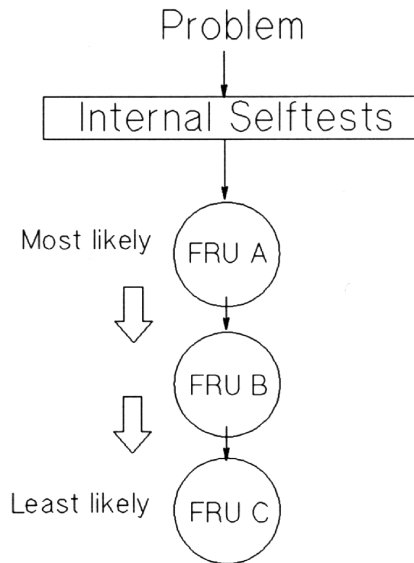 Problem
Internal Selftests
Most likely
FRU A
FRU B
Least likely
FRU C